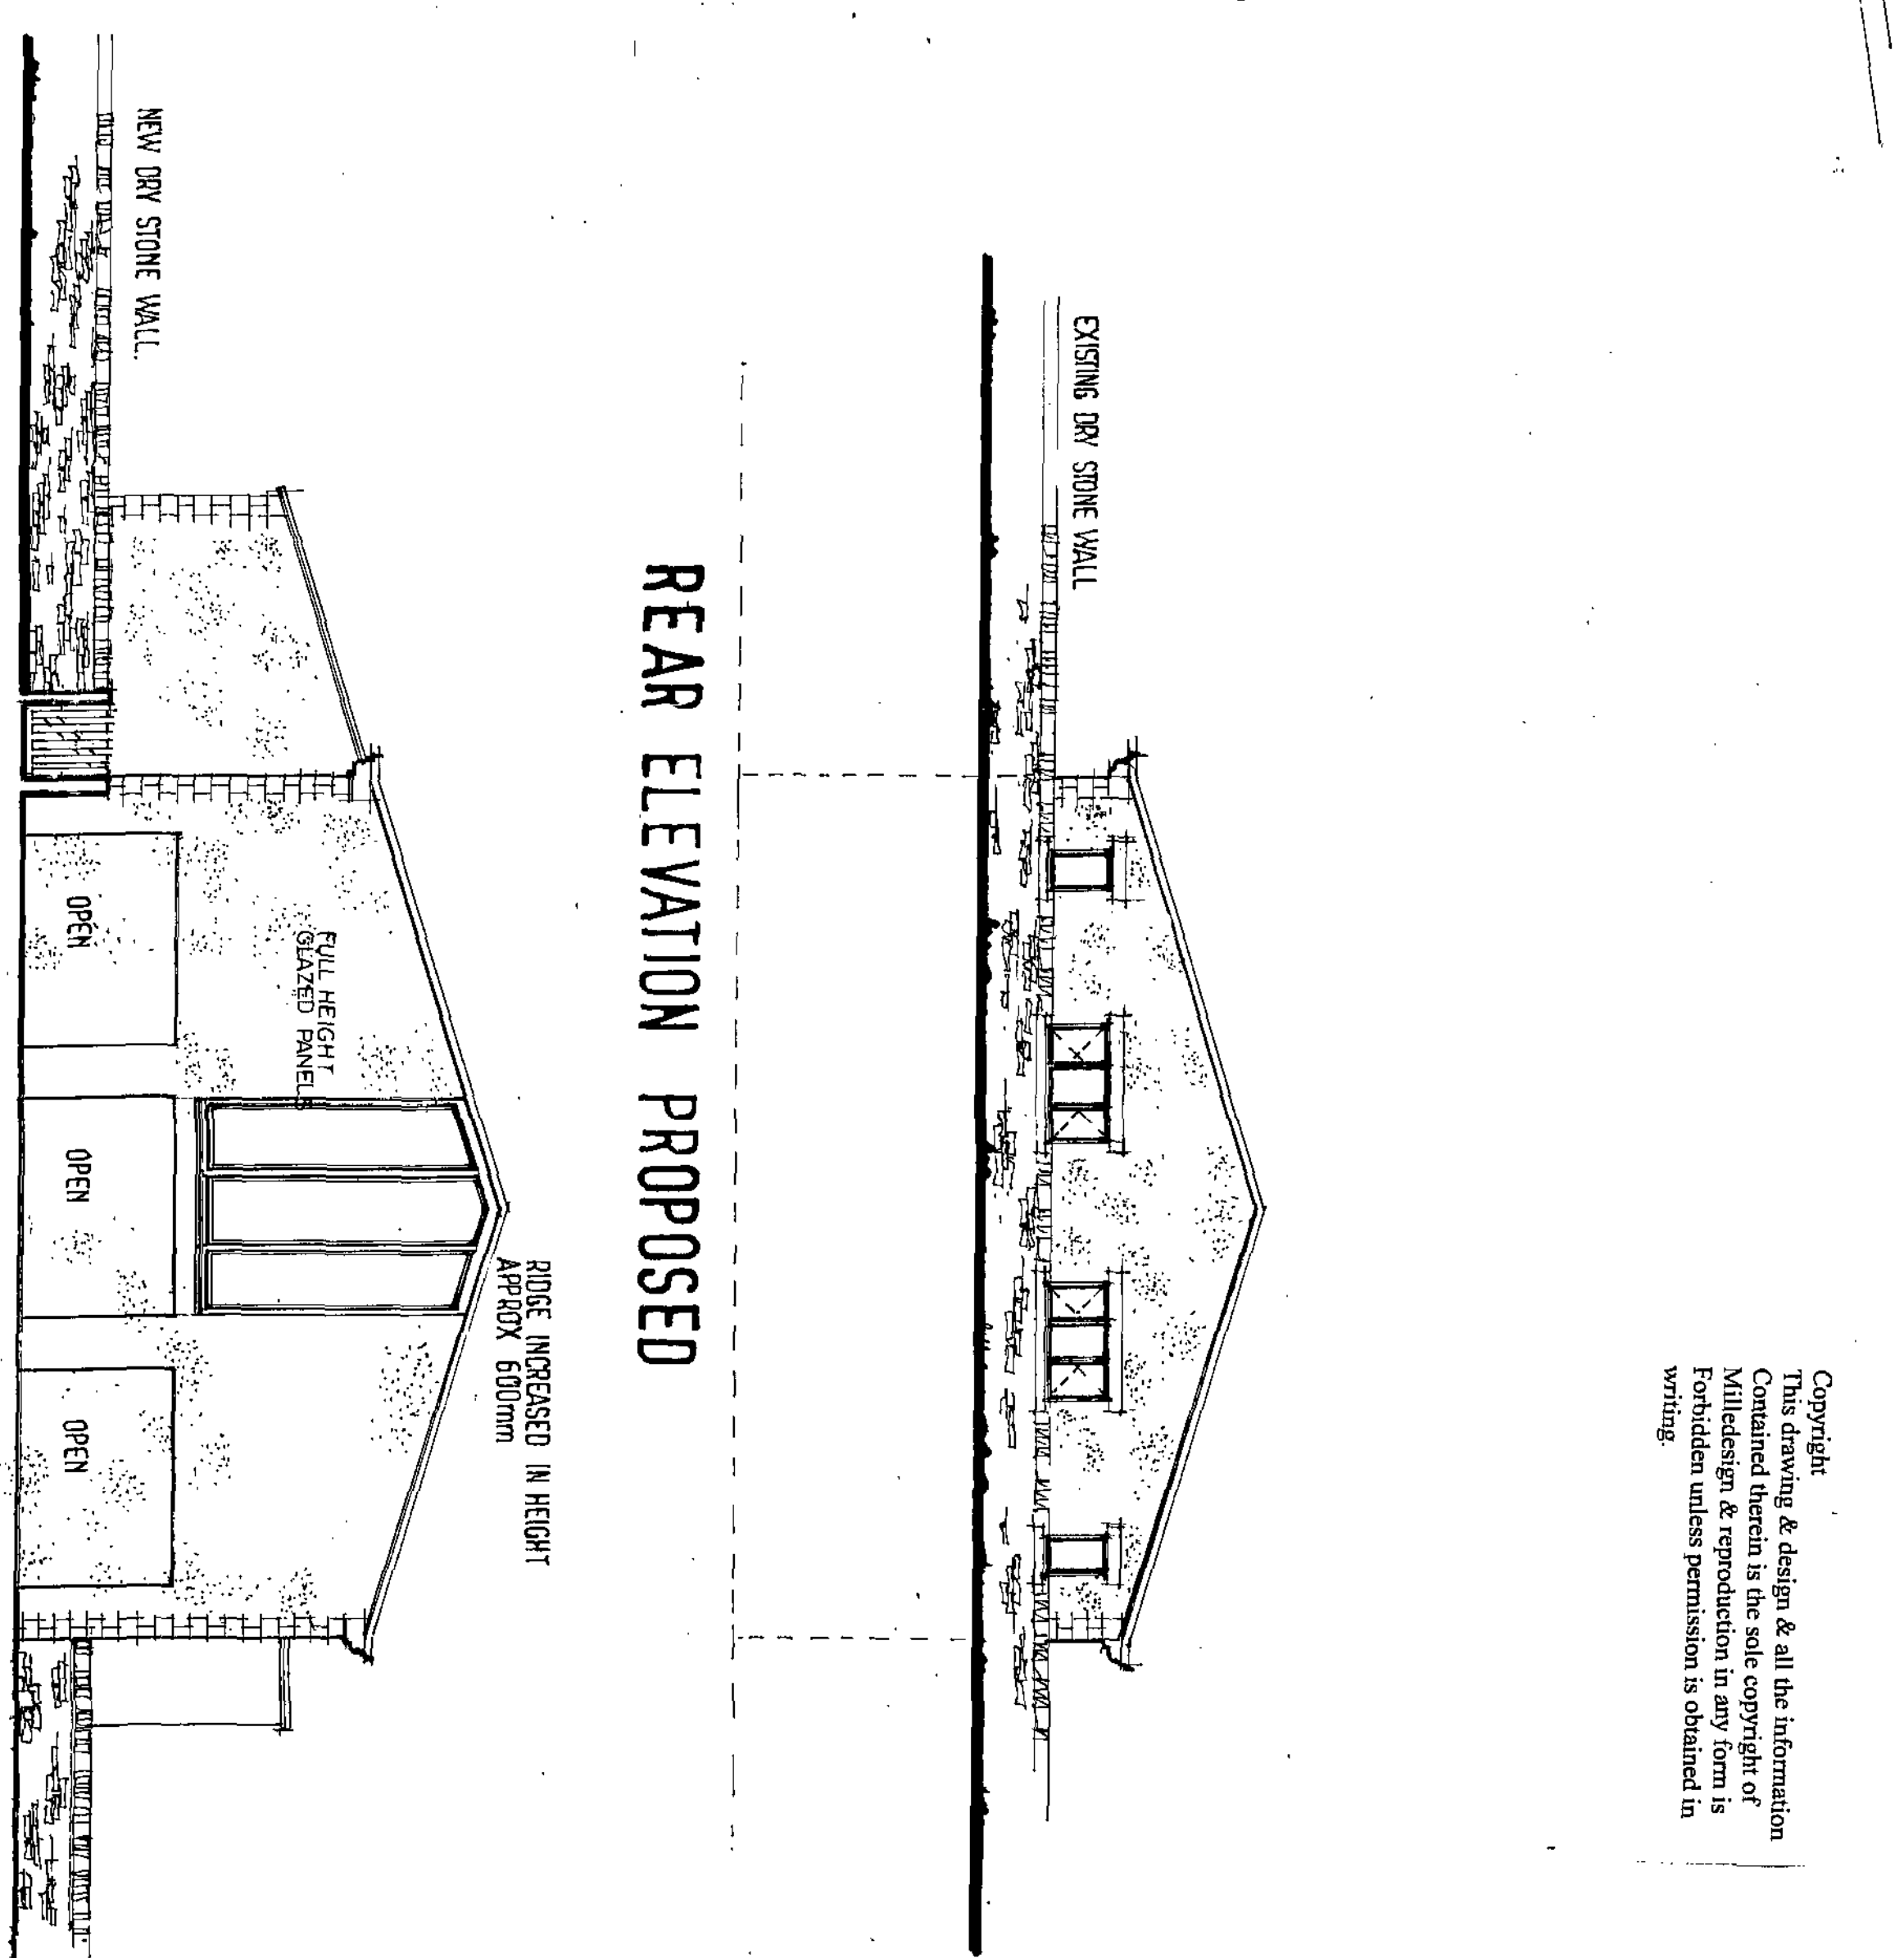 Copyright
This drawing & design & all the information
Contained therein is the sole copyright of
Milledesign & reproduction in any form is
Forbidden unless permission is obtained in
writing.
EXISTING DRY STONE WALL
REAR ELEVATION PROPOSED
RIDGE INCREASED IN HEIGHT
APPROX 600mm
FULL HEIGHT
GLAZED PANELS
NEW DRY STONE WALL.
OPEN
OPEN
OPEN